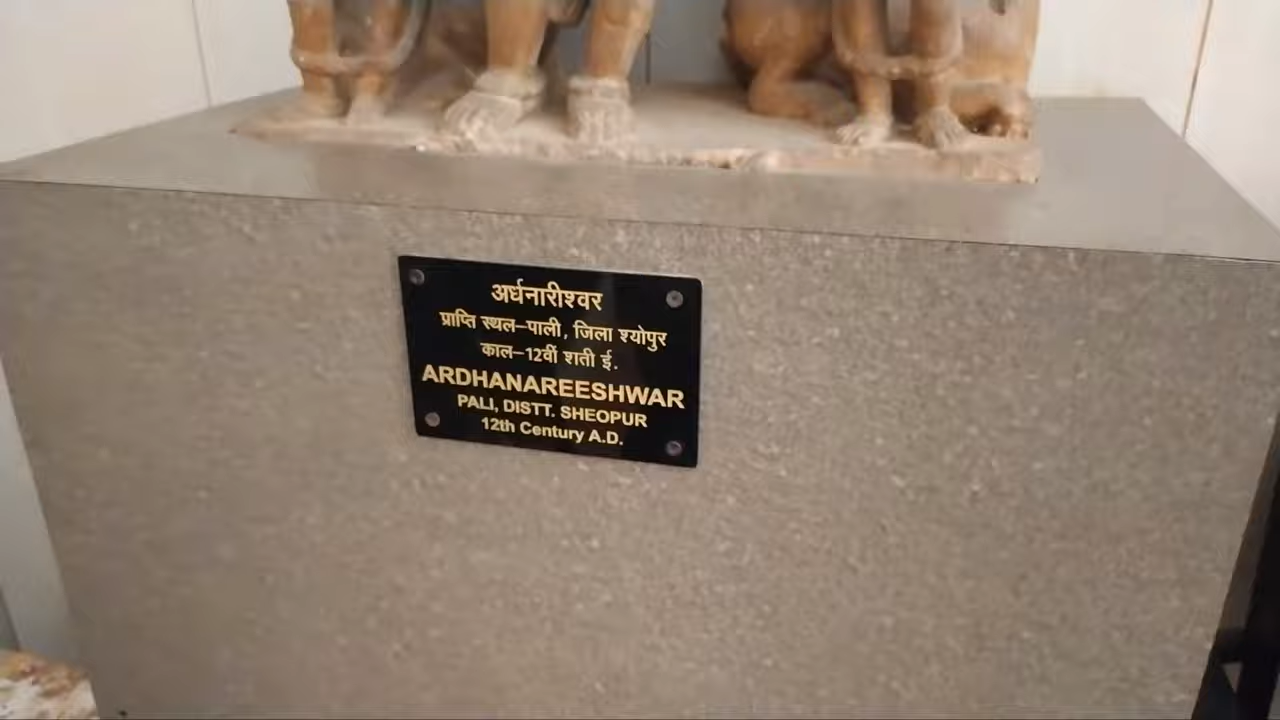 अर्धनारीश्वर
प्राप्ति स्थल–पाली, जिला श्योपुर
काल–12वीं शती ई.
ARDHANAREESHWAR
PALI, DISTT. SHEOPUR
12th Century A.D.